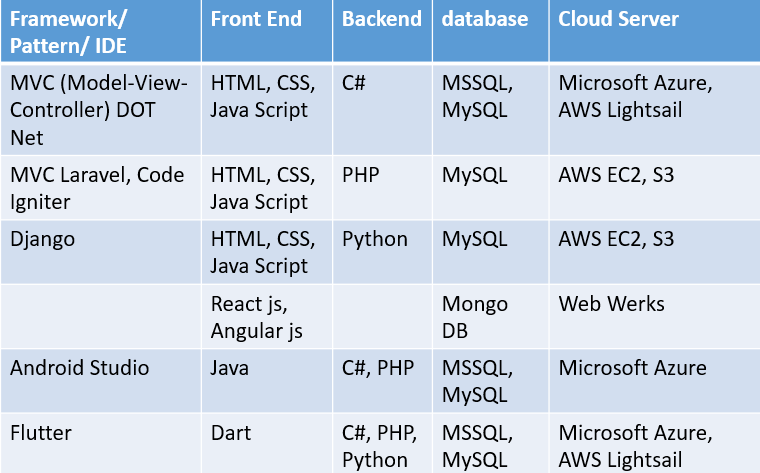 Framework/ Front End Backend database Cloud Server
Pattern/ IDE
MVC (Model-View- HTML, CSS, C# MSSQL, Microsoft Azure,
Controller) DOT Java Script MySQL AWS Lightsail
Net
MVC Laravel, Code HTML, CSS, PHP MySQL AWS EC2, S3
Igniter Java Script
Django HTML, CSS, Python MySQL AWS EC2, S3
Java Script
React js, Mongo Web Werks
Angular js DB
Android Studio Java C#, PHP MSSQL, Microsoft Azure
MySQL
Flutter Dart C#, PHP, MSSQL, Microsoft Azure,
Python MySQL AWS Lightsail